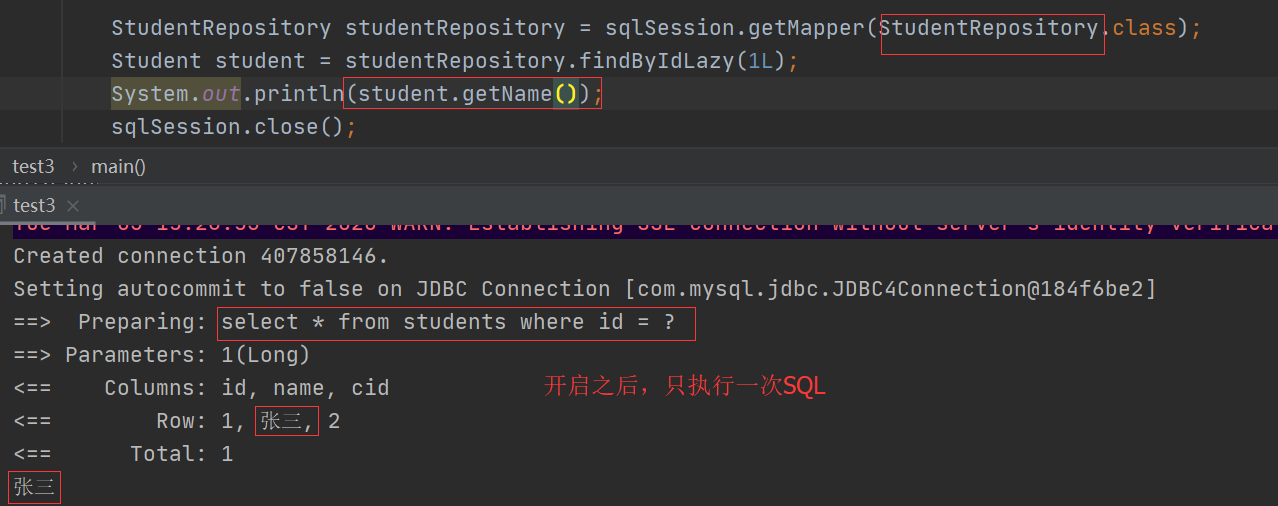 StudentRepository studentRepository = sqlSession.getMapper(StudentRepository.class);
Student student = studentRepository.findByIdLazy(1L);
System.out.println(student.getName());
sqlSession.close();
test3 › main()
test3 ×
WARN: Establishing SSL connection without server's identity verifica
Created connection 407858146.
Setting autocommit to false on JDBC Connection [com.mysql.jdbc.JDBC4Connection@184f6be2]
==> Preparing: select * from students where id = ?
==> Parameters: 1(Long)
<== Columns: id, name, cid
开启之后，只执行一次SQL
<== Row: 1, 张三, 2
<== Total: 1
张三